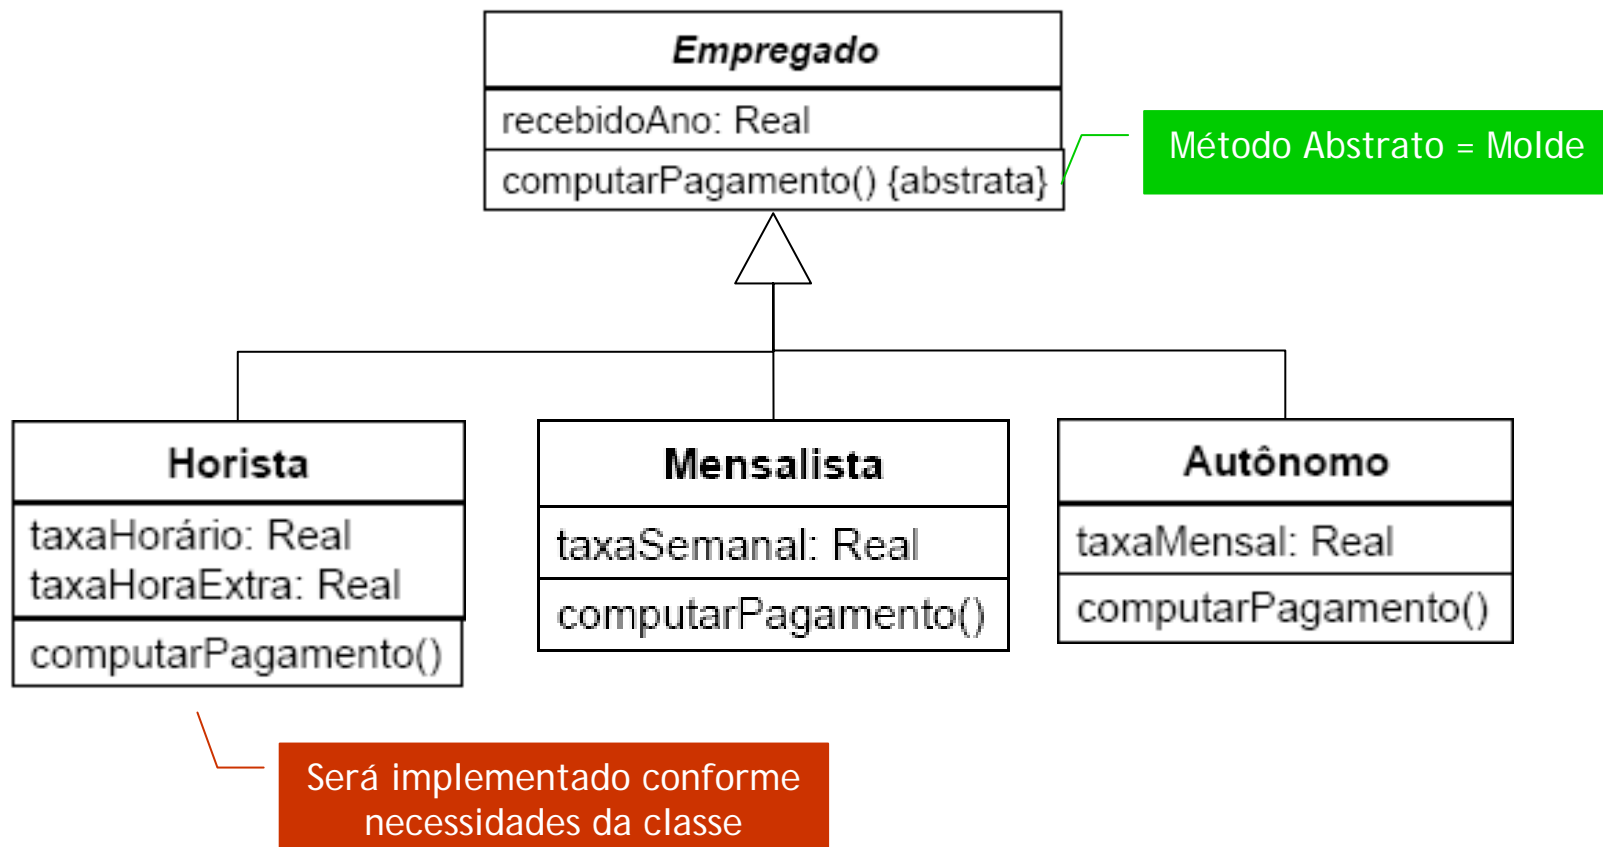 Empregado
recebidoAno: Real
computarPagamento() {abstrata}
Método Abstrato = Molde
Horista
taxaHorário: Real
taxaHoraExtra: Real
computarPagamento()
Mensalista
taxaSemanal: Real
computarPagamento()
Autônomo
taxaMensal: Real
computarPagamento()
Será implementado conforme
necessidades da classe